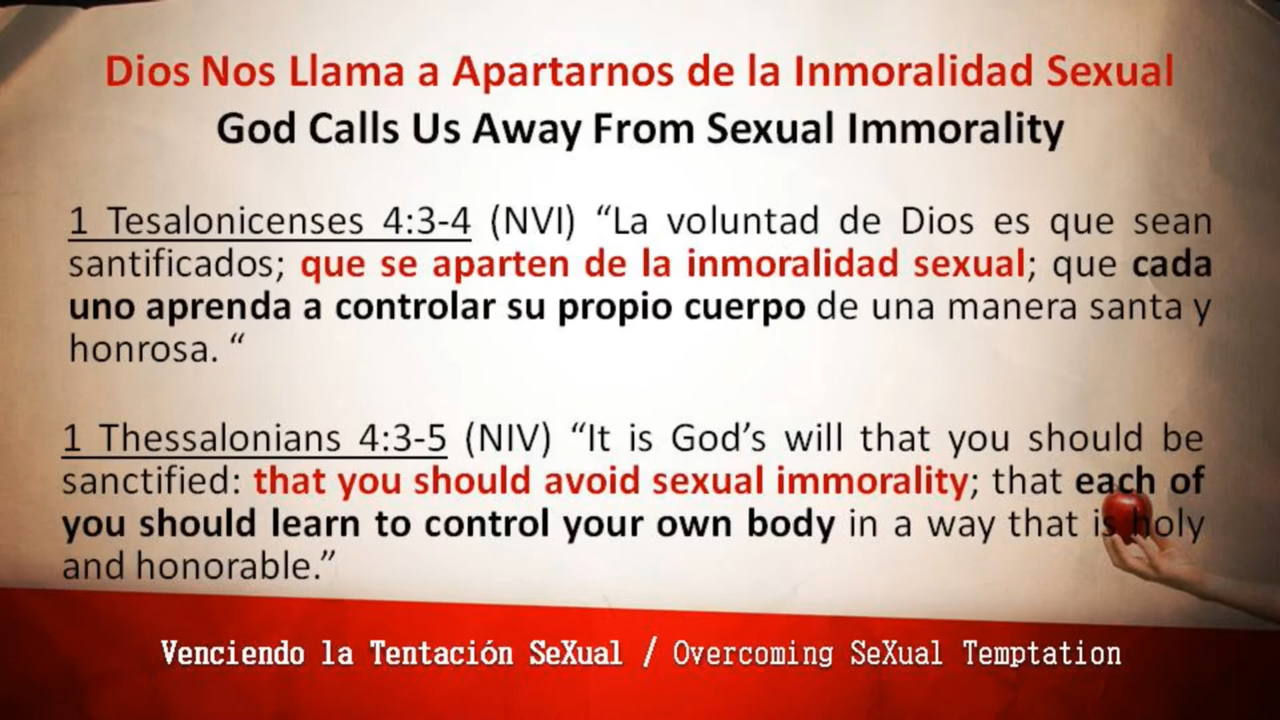 Dios Nos Llama a Apartarnos de la Inmoralidad Sexual
God Calls Us Away From Sexual Immorality
1 Tesalonicenses 4:3-4 (NVI) “La voluntad de Dios es que sean
santificados; que se aparten de la inmoralidad sexual; que cada
uno aprenda a controlar su propio cuerpo de una manera santa y
honrosa. “
1 Thessalonians 4:3-5 (NIV) “It is God’s will that you should be
sanctified: that you should avoid sexual immorality; that each of
you should learn to control your own body in a way that is holy
and honorable.”
Venciendo la Tentación SeXual / Overcoming SeXual Temptation